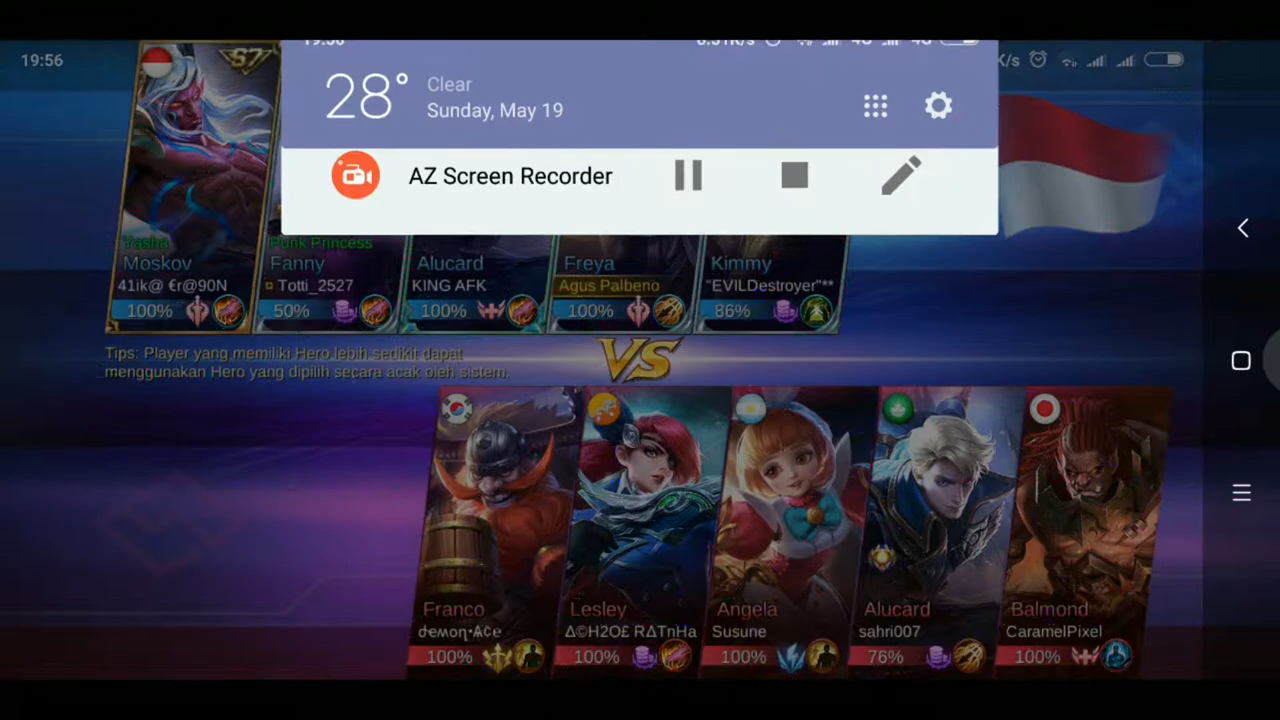 19:56
S7
28° Clear
Sunday, May 19
AZ Screen Recorder
K/s
Yasha
Moskov
41ik@ €r@90N
100%
Punk Princess
Fanny
¤ Totti_2527
50%
Alucard
KING AFK
100%
Freya
Agus Palbeno
100%
Kimmy
"EVILDestroyer"**
86%
Tips: Player yang memiliki Hero lebih sedikit dapat
menggunakan Hero yang dipilih secara acak oleh sistem.
VS
Franco
100%
Lesley
Δ©H2O£ RΔTnHa
100%
Angela
Susune
100%
Alucard
sahri007
76%
Balmond
CaramelPixel
100%